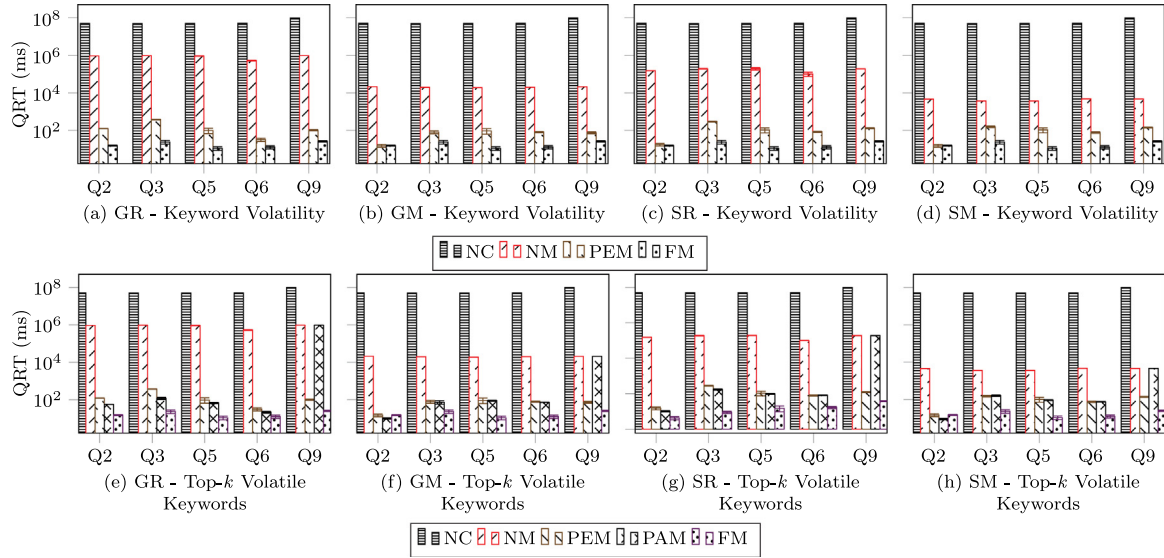 QRT (ms)
10^8
10^6
10^4
10^2
Q2 Q3 Q5 Q6 Q9
Q2 Q3 Q5 Q6 Q9
Q2 Q3 Q5 Q6 Q9
Q2 Q3 Q5 Q6 Q9
(a) GR - Keyword Volatility
(b) GM - Keyword Volatility
(c) SR - Keyword Volatility
(d) SM - Keyword Volatility
NC NM PEM FM
QRT (ms)
10^8
10^6
10^4
10^2
Q2 Q3 Q5 Q6 Q9
Q2 Q3 Q5 Q6 Q9
Q2 Q3 Q5 Q6 Q9
Q2 Q3 Q5 Q6 Q9
(e) GR - Top-k Volatile
Keywords
(f) GM - Top-k Volatile
Keywords
(g) SR - Top-k Volatile
Keywords
(h) SM - Top-k Volatile
Keywords
NC NM PEM PAM FM